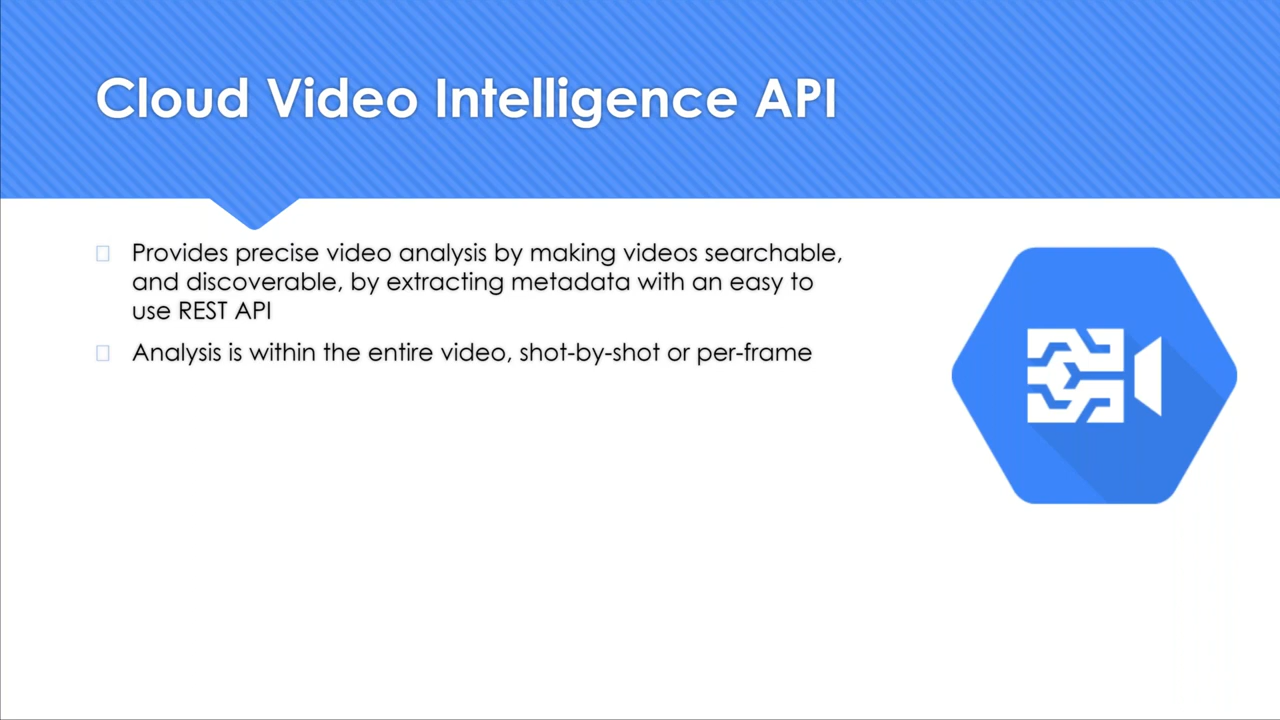 Cloud Video Intelligence API
Provides precise video analysis by making videos searchable,
and discoverable, by extracting metadata with an easy to
use REST API
Analysis is within the entire video, shot-by-shot or per-frame